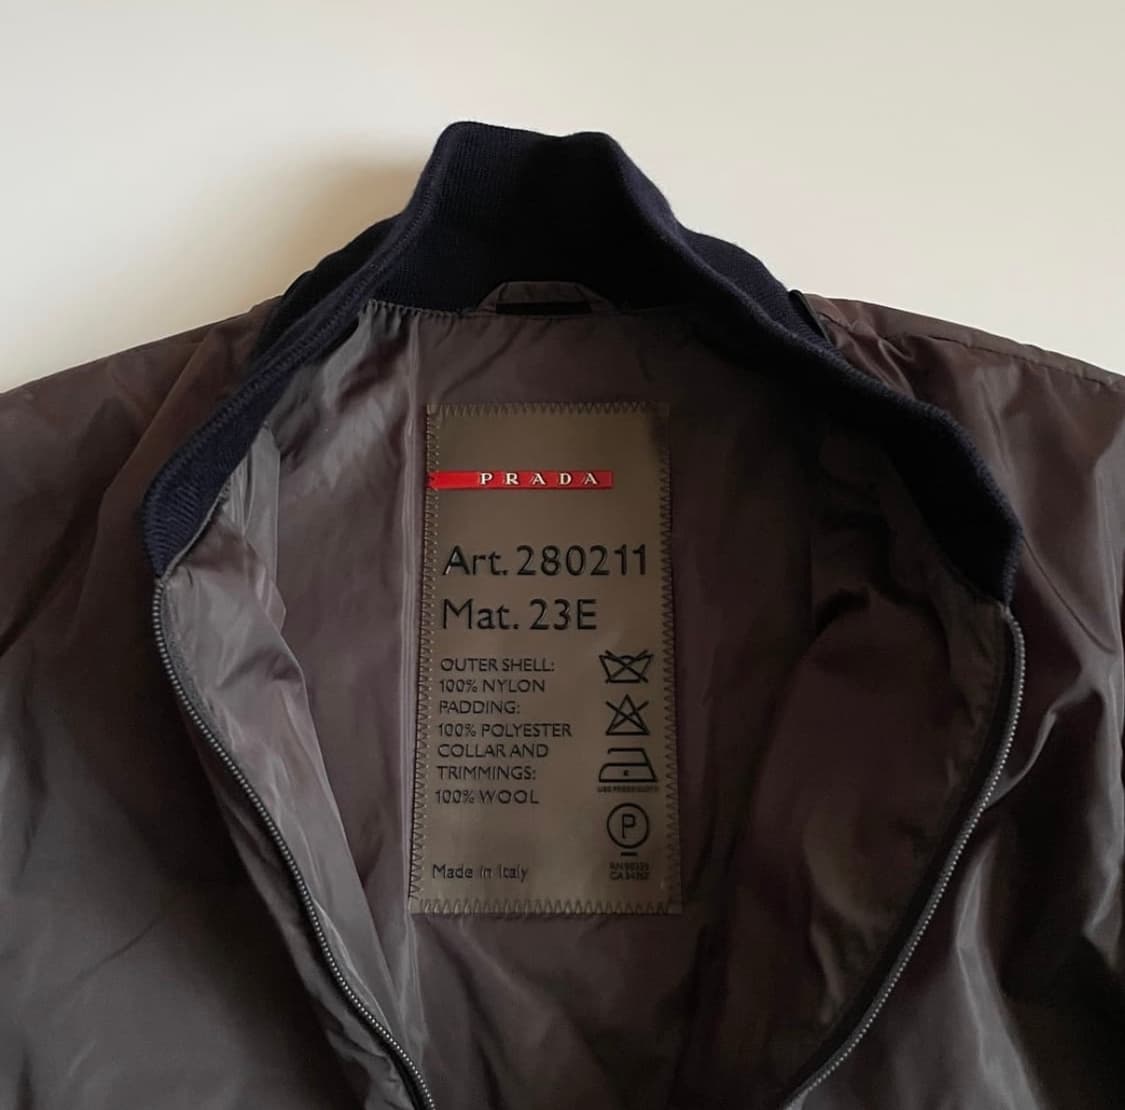 PRADA
Art. 280211
Mat. 23E
OUTER SHELL:
100% NYLON
PADDING:
100% POLYESTER
COLLAR AND
TRIMMINGS:
100% WOOL
P
Made in Italy